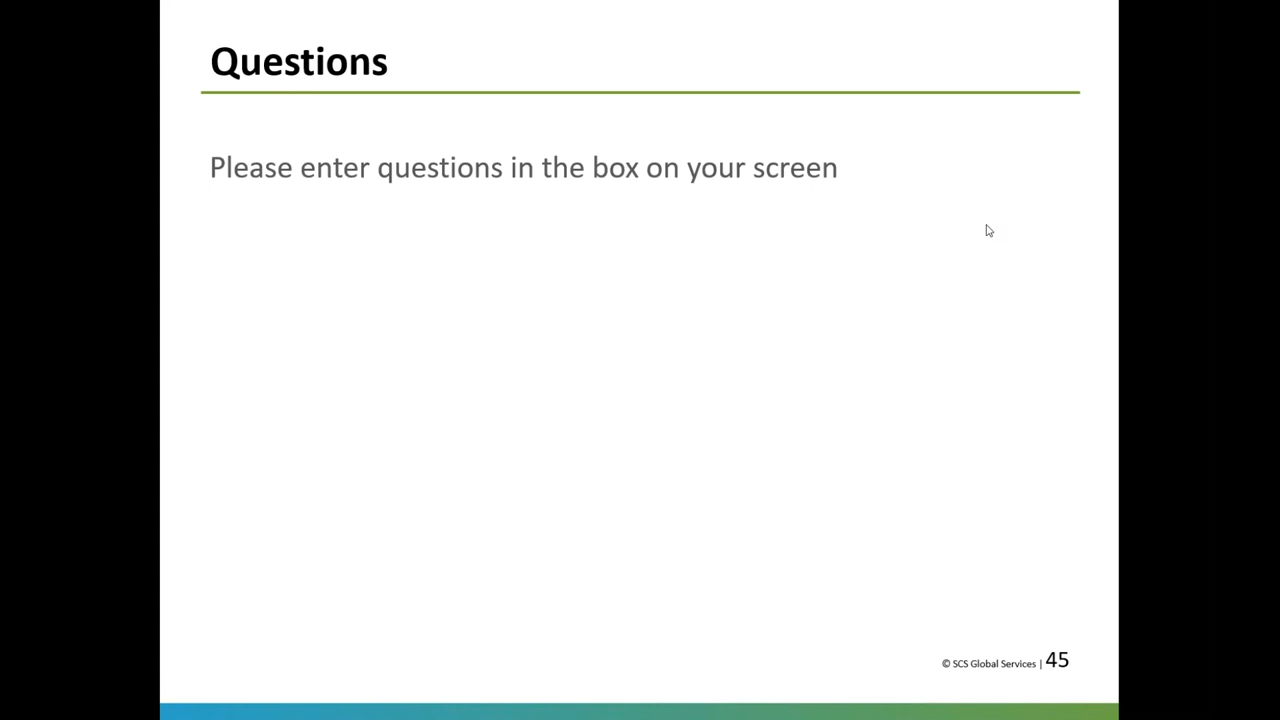 Questions
Please enter questions in the box on your screen
© SCS Global Services | 45